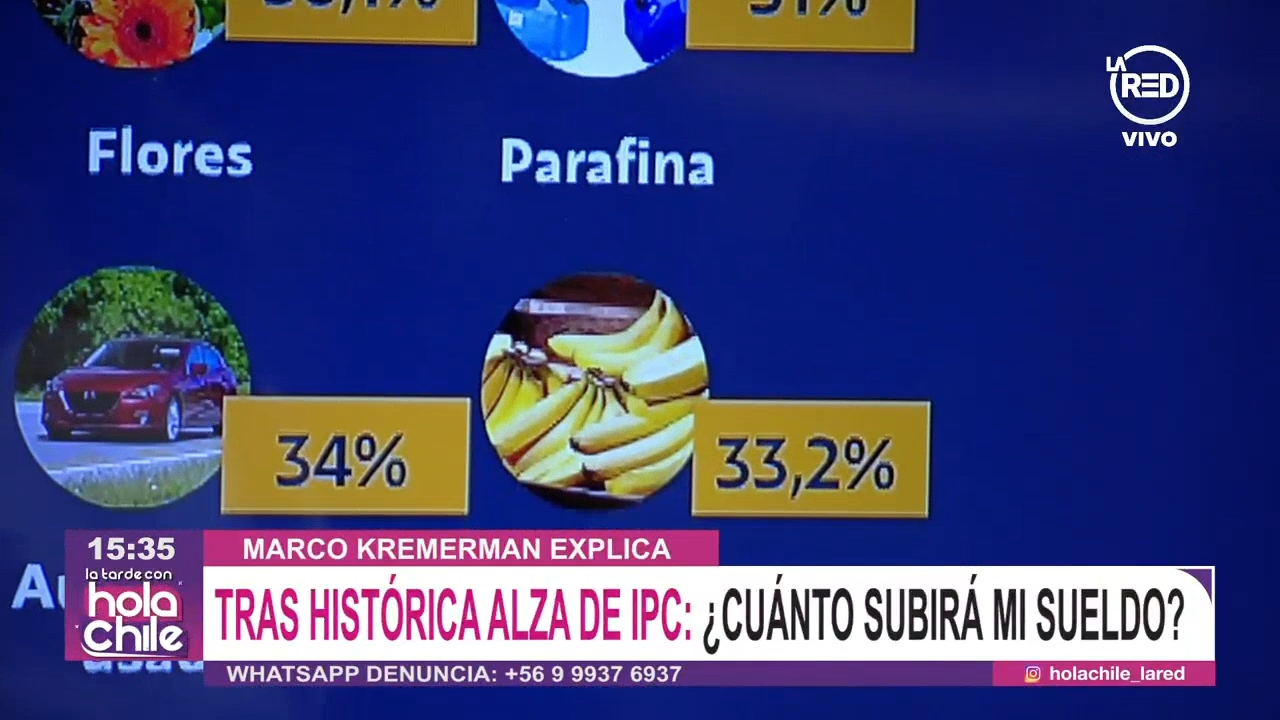 31%
LA
RED
VIVO
Flores
Parafina
34%
33,2%
15:35
MARCO KREMERMAN EXPLICA
la tarde con
hola
Chile
TRAS HISTÓRICA ALZA DE IPC: ¿CUÁNTO SUBIRÁ MI SUELDO?
WHATSAPP DENUNCIA: +56 9 9937 6937
holachile_lared